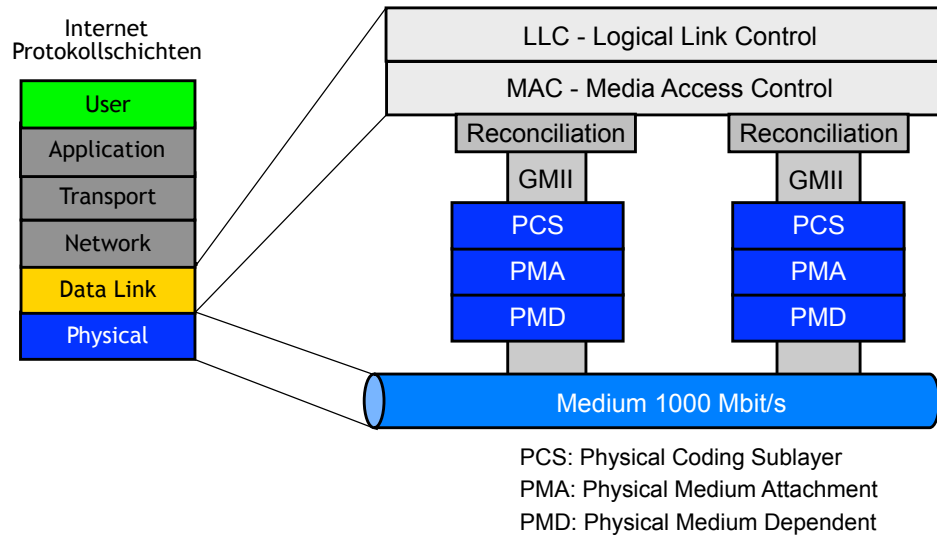 Internet
Protokollschichten
User
Application
Transport
Network
Data Link
Physical
LLC - Logical Link Control
MAC - Media Access Control
Reconciliation
Reconciliation
GMII
GMII
PCS
PCS
PMA
PMA
PMD
PMD
Medium 1000 Mbit/s
PCS: Physical Coding Sublayer
PMA: Physical Medium Attachment
PMD: Physical Medium Dependent